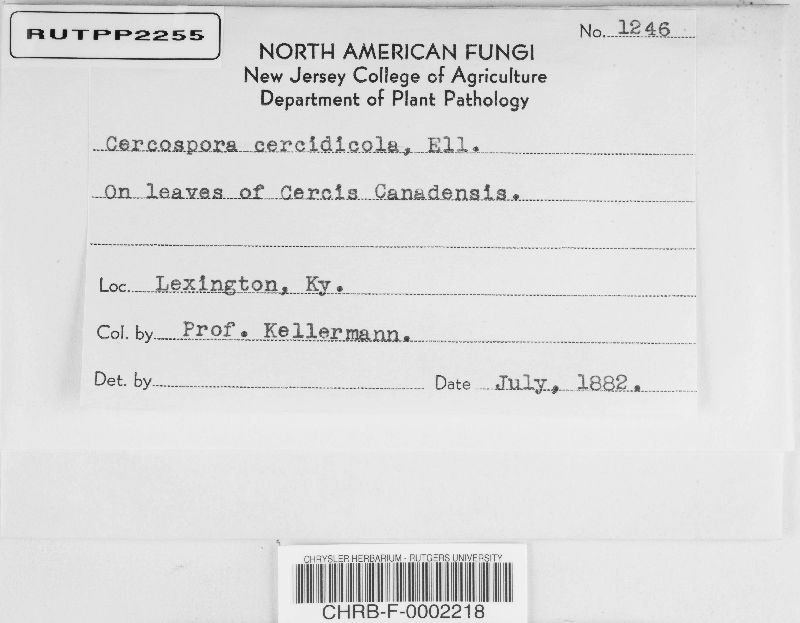 RUTPP2255
No. 1246
NORTH AMERICAN FUNGI
New Jersey College of Agriculture
Department of Plant Pathology
Cercospora cercidicola, Ell.
On leaves of Cercis Canadensis.
Loc. Lexington, Ky.
Col. by Prof. Kellermann.
Det. by
Date July, 1882.
CHRYSLER HERBARIUM - RUTGERS UNIVERSITY
CHRB-F-0002218